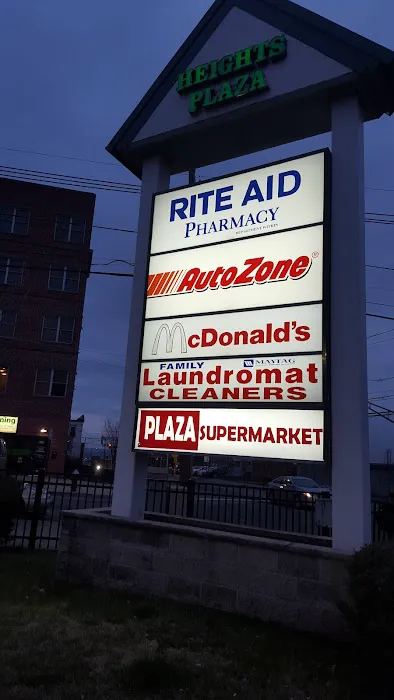 HEIGHTS
PLAZA
RITE AID
PHARMACY
AutoZone®
McDonald's
FAMILY MAYTAG
Laundromat
CLEANERS
PLAZA SUPERMARKET